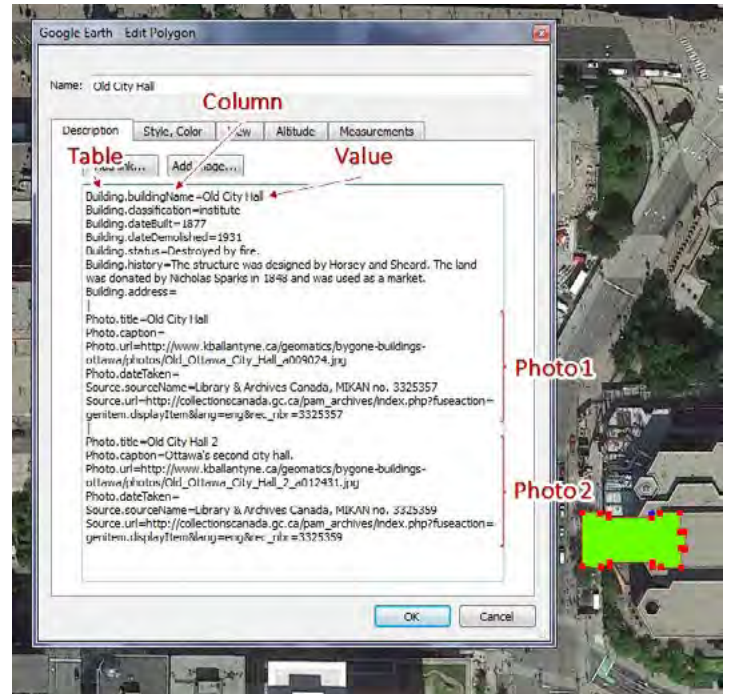 Google Earth - Edit Polygon
Name: Old City Hall
Column
Description Style, Color View Altitude Measurements
Table Value
Add link... Add image...
Building.buildingName=Old City Hall
Building.classification=institute
Building.dateBuilt=1877
Building.dateDemolished=1931
Building.status=Destroyed by fire.
Building.history=The structure was designed by Horsey and Sheard. The land
was donated by Nicholas Sparks in 1848 and was used as a market.
Building.address=
|
Photo.title=Old City Hall
Photo.caption=
Photo.url=http://www.kballantyne.ca/geomatics/bygone-buildings-
ottawa/photos/Old_Ottawa_City_Hall_a009024.jpg
Photo.dateTaken=
Photo 1
Source.sourceName=Library & Archives Canada, MIKAN no. 3325357
Source.url=http://collectionscanada.gc.ca/pam_archives/index.php?fuseaction=
genitem.displayItem&lang=eng&rec_nbr=3325357
|
Photo.title=Old City Hall 2
Photo.caption=Ottawa's second city hall.
Photo.url=http://www.kballantyne.ca/geomatics/bygone-buildings-
ottawa/photos/Old_Ottawa_City_Hall_2_a012431.jpg
Photo 2
Photo.dateTaken=
Source.sourceName=Library & Archives Canada, MIKAN no. 3325359
Source.url=http://collectionscanada.gc.ca/pam_archives/index.php?fuseaction=
genitem.displayItem&lang=eng&rec_nbr=3325359
OK Cancel